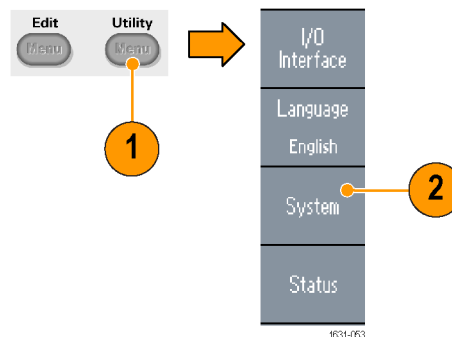 Edit
Utility
Menu
Menu
1
I/O
Interface
Language
English
System
2
Status
1631-053